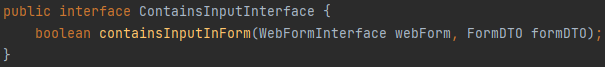 public interface ContainsInputInterface {
    boolean containsInputInForm(WebFormInterface webForm, FormDTO formDTO);
}